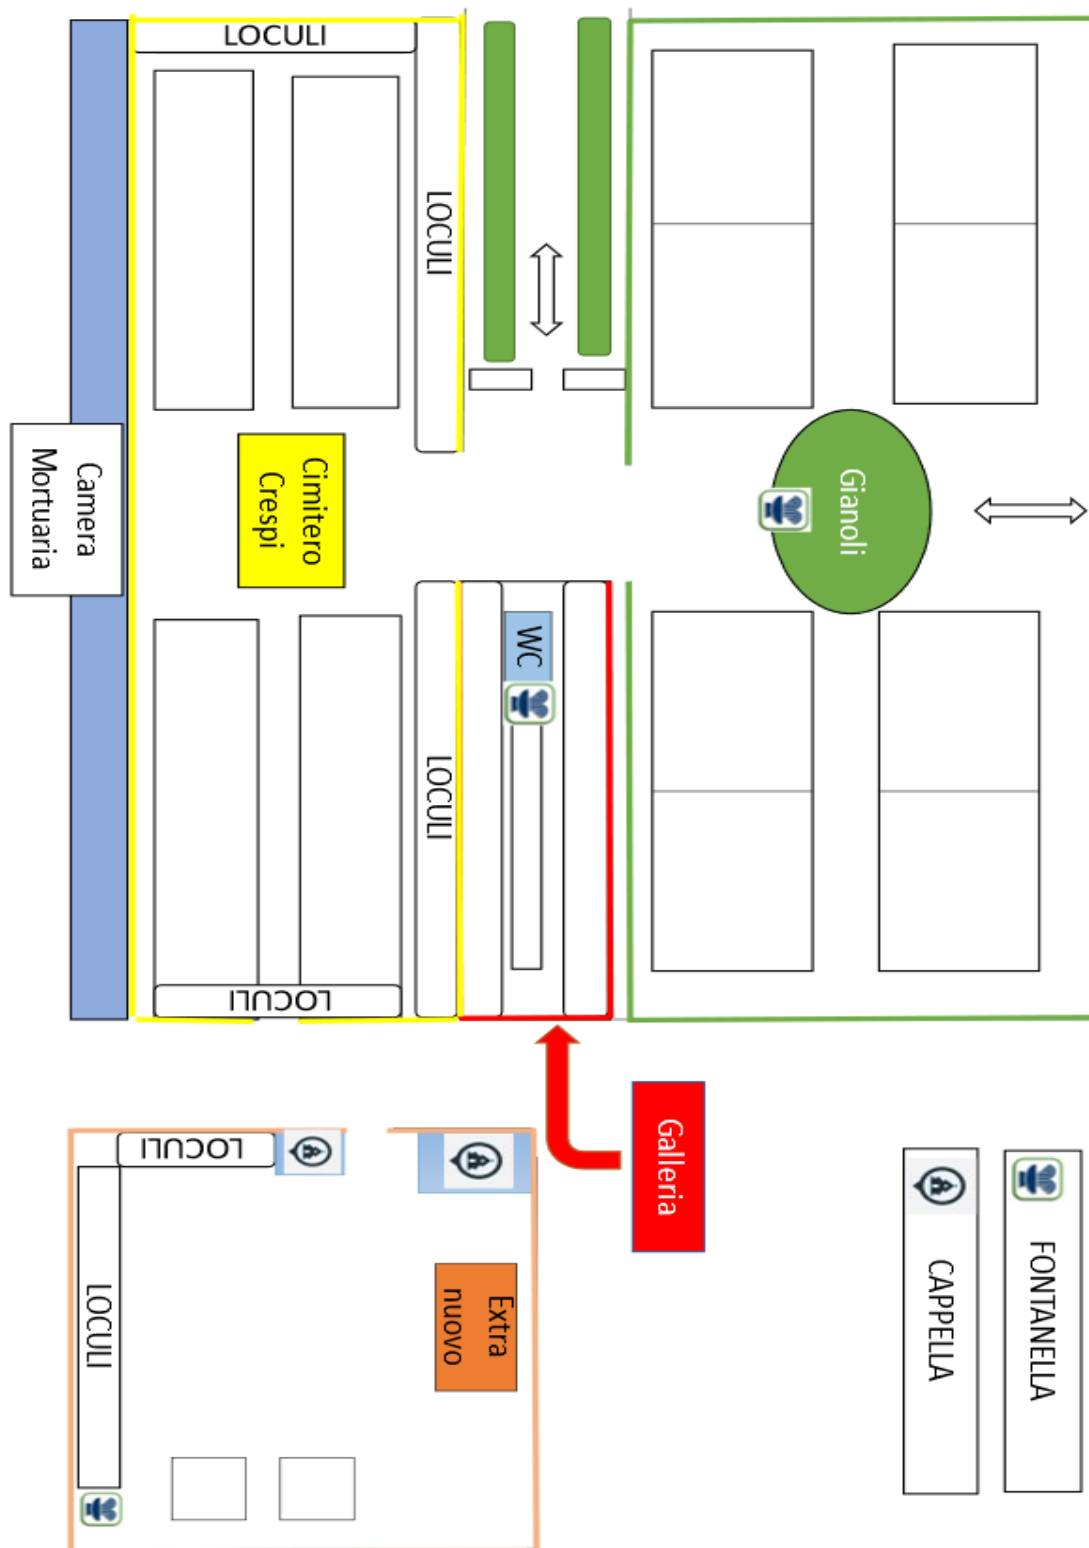 LOCULI
LOCULI
Gianoli
Cimitero
Crespi
Camera
Mortuaria
WC
LOCULI
LOCULI
Galleria
LOCULI
LOCULI
Extra
nuovo
FONTANELLA
CAPPELLA